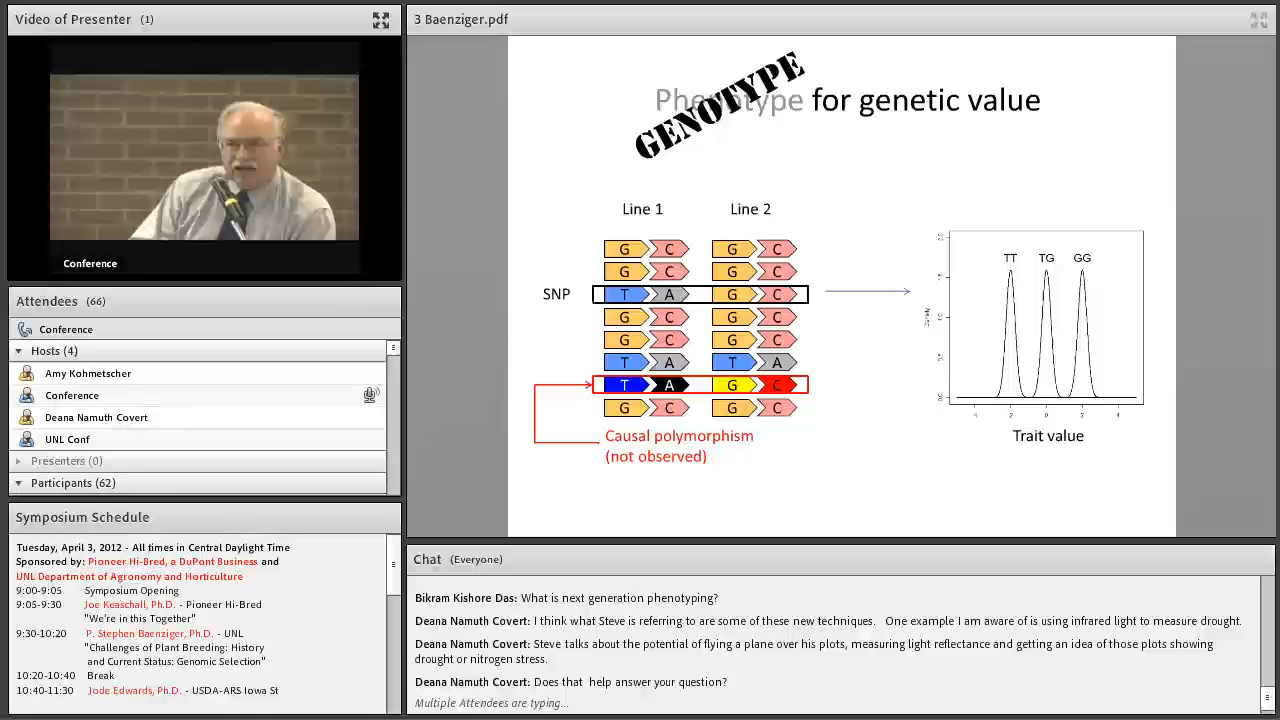 Video of Presenter (1)
Conference
Attendees (66)
Conference
Hosts (4)
Amy Kohmetscher
Conference
Deana Namuth Covert
UNL Conf
Presenters (0)
Participants (62)
Symposium Schedule
Tuesday, April 3, 2012 - All times in Central Daylight Time
Sponsored by: Pioneer Hi-Bred, a DuPont Business and
UNL Department of Agronomy and Horticulture
9:00-9:05 Symposium Opening
9:05-9:30 Joe Keaschall, Ph.D. - Pioneer Hi-Bred
"We're in this Together"
9:30-10:20 P. Stephen Baenziger, Ph.D. - UNL
"Challenges of Plant Breeding: History
and Current Status: Genomic Selection"
10:20-10:40 Break
10:40-11:30 Jode Edwards, Ph.D. - USDA-ARS Iowa St
3 Baenziger.pdf
GENOTYPE
Phenotype for genetic value
Line 1 Line 2
G C G C
G C G C
SNP T A G C
G C G C
G C G C
T A T A
T A G C
G C G C
Causal polymorphism
(not observed)
TT TG GG
Density
Trait value
Chat (Everyone)
Bikram Kishore Das: What is next generation phenotyping?
Deana Namuth Covert: I think what Steve is referring to are some of these new techniques. One example I am aware of is using infrared light to measure drought.
Deana Namuth Covert: Steve talks about the potential of flying a plane over his plots, measuring light reflectance and getting an idea of those plots showing
drought or nitrogen stress.
Deana Namuth Covert: Does that help answer your question?
Multiple Attendees are typing...